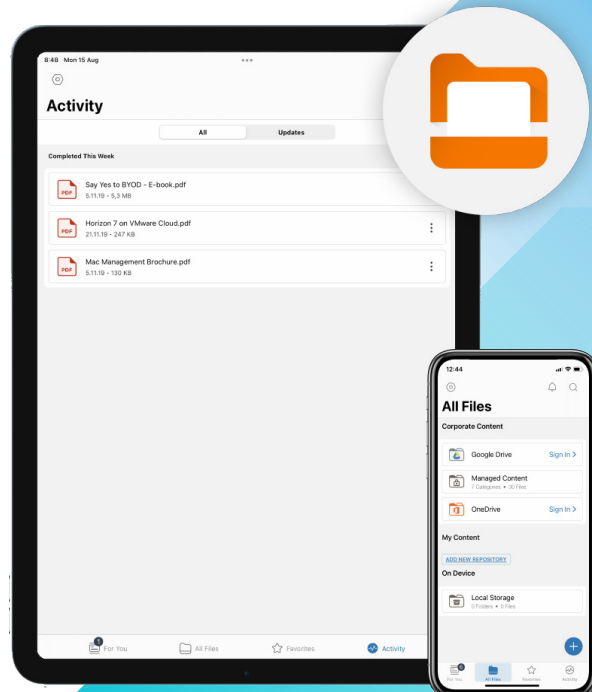 8:48 Mon 15 Aug
Activity
All
Updates
Completed This Week
PDF
Say Yes to BYOD - E-book.pdf
5.11.19 - 5,3 MB
PDF
Horizon 7 on VMware Cloud.pdf
21.11.19 - 247 KB
PDF
Mac Management Brochure.pdf
5.11.19 - 130 KB
1
For You
All Files
Favorites
Activity
12:44
All Files
Corporate Content
Google Drive
Sign In >
Managed Content
7 Categories • 30 Files
OneDrive
Sign In >
My Content
ADD NEW REPOSITORY
On Device
Local Storage
0 Folders • 0 Files
For You
All Files
Favorites
Activity